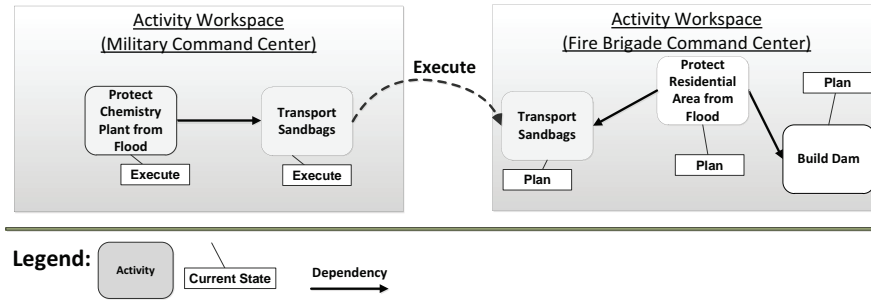 Activity Workspace
(Military Command Center)
Protect
Chemistry
Plant from
Flood
Execute
Transport
Sandbags
Execute
Execute
Activity Workspace
(Fire Brigade Command Center)
Transport
Sandbags
Plan
Protect
Residential
Area from
Flood
Plan
Plan
Build Dam
Legend:
Activity
Current State
Dependency